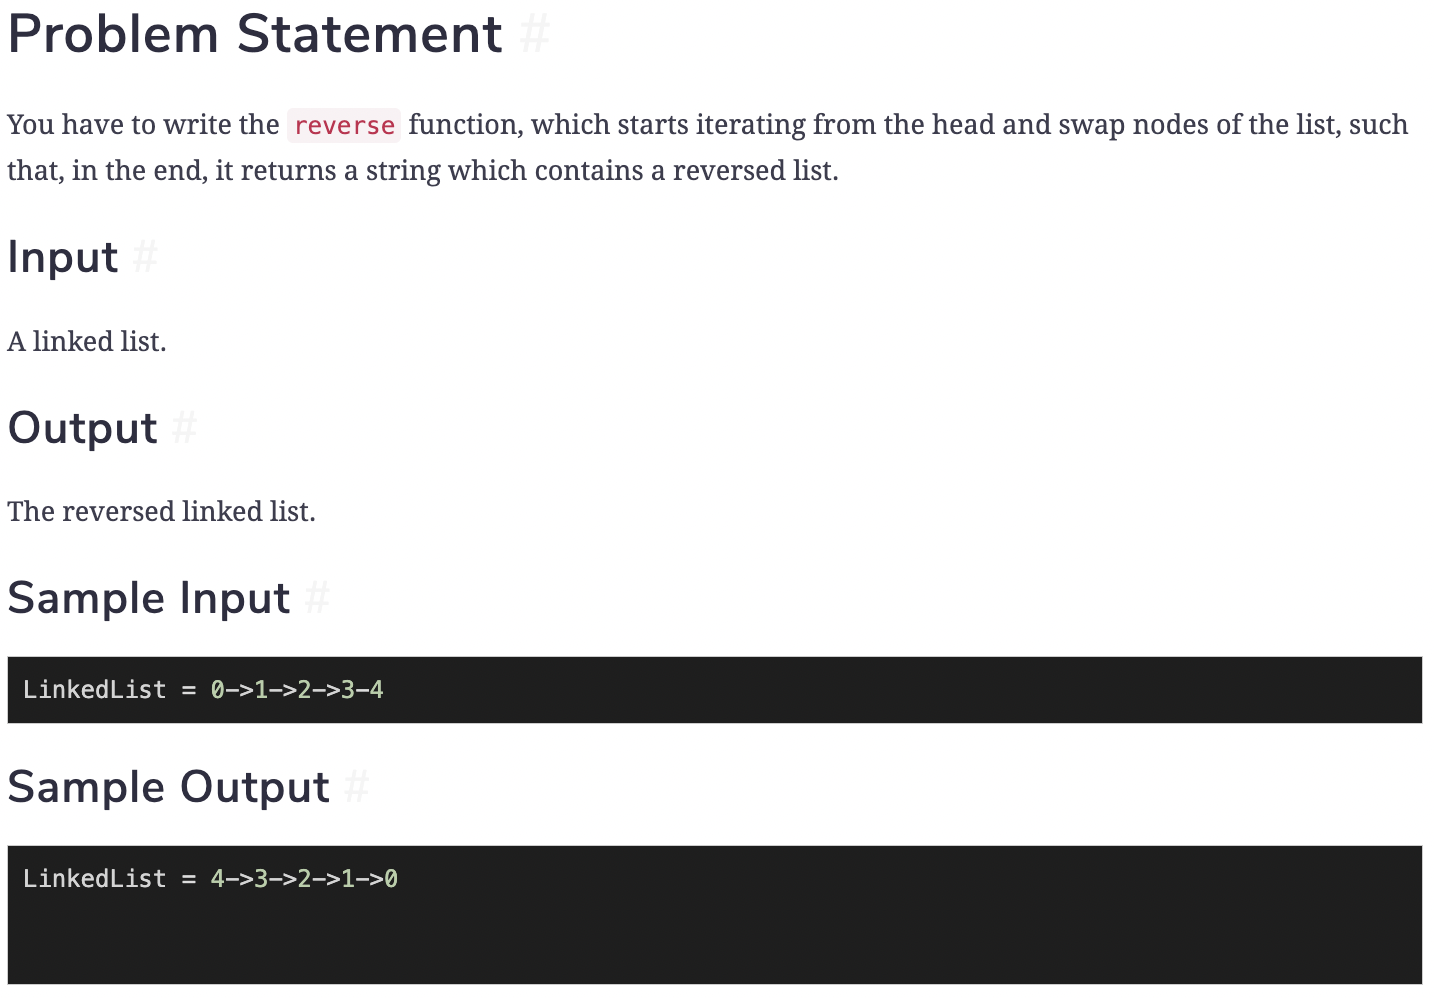 Problem Statement #
You have to write the reverse function, which starts iterating from the head and swap nodes of the list, such
that, in the end, it returns a string which contains a reversed list.
Input #
A linked list.
Output #
The reversed linked list.
Sample Input #
LinkedList = 0->1->2->3-4
Sample Output #
LinkedList = 4->3->2->1->0